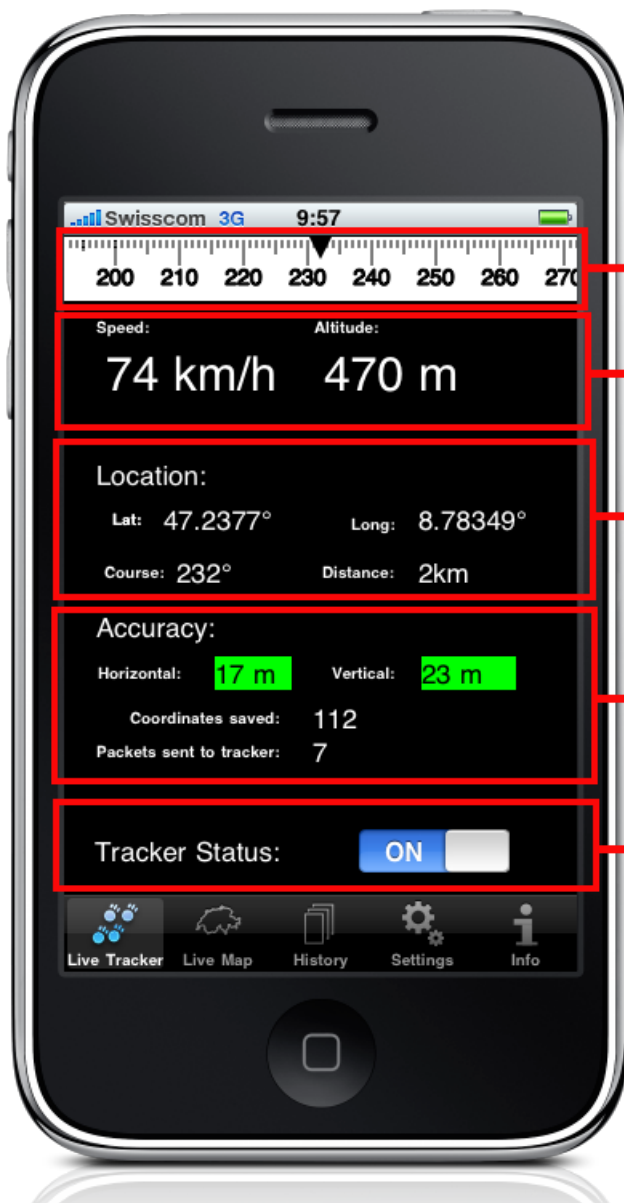 Swisscom 3G 9:57
200 210 220 230 240 250 260 270
Speed: Altitude:
74 km/h 470 m
Location:
Lat: 47.2377° Long: 8.78349°
Course: 232° Distance: 2km
Accuracy:
Horizontal: 17 m Vertical: 23 m
Coordinates saved: 112
Packets sent to tracker: 7
Tracker Status: ON
Live Tracker Live Map History Settings Info